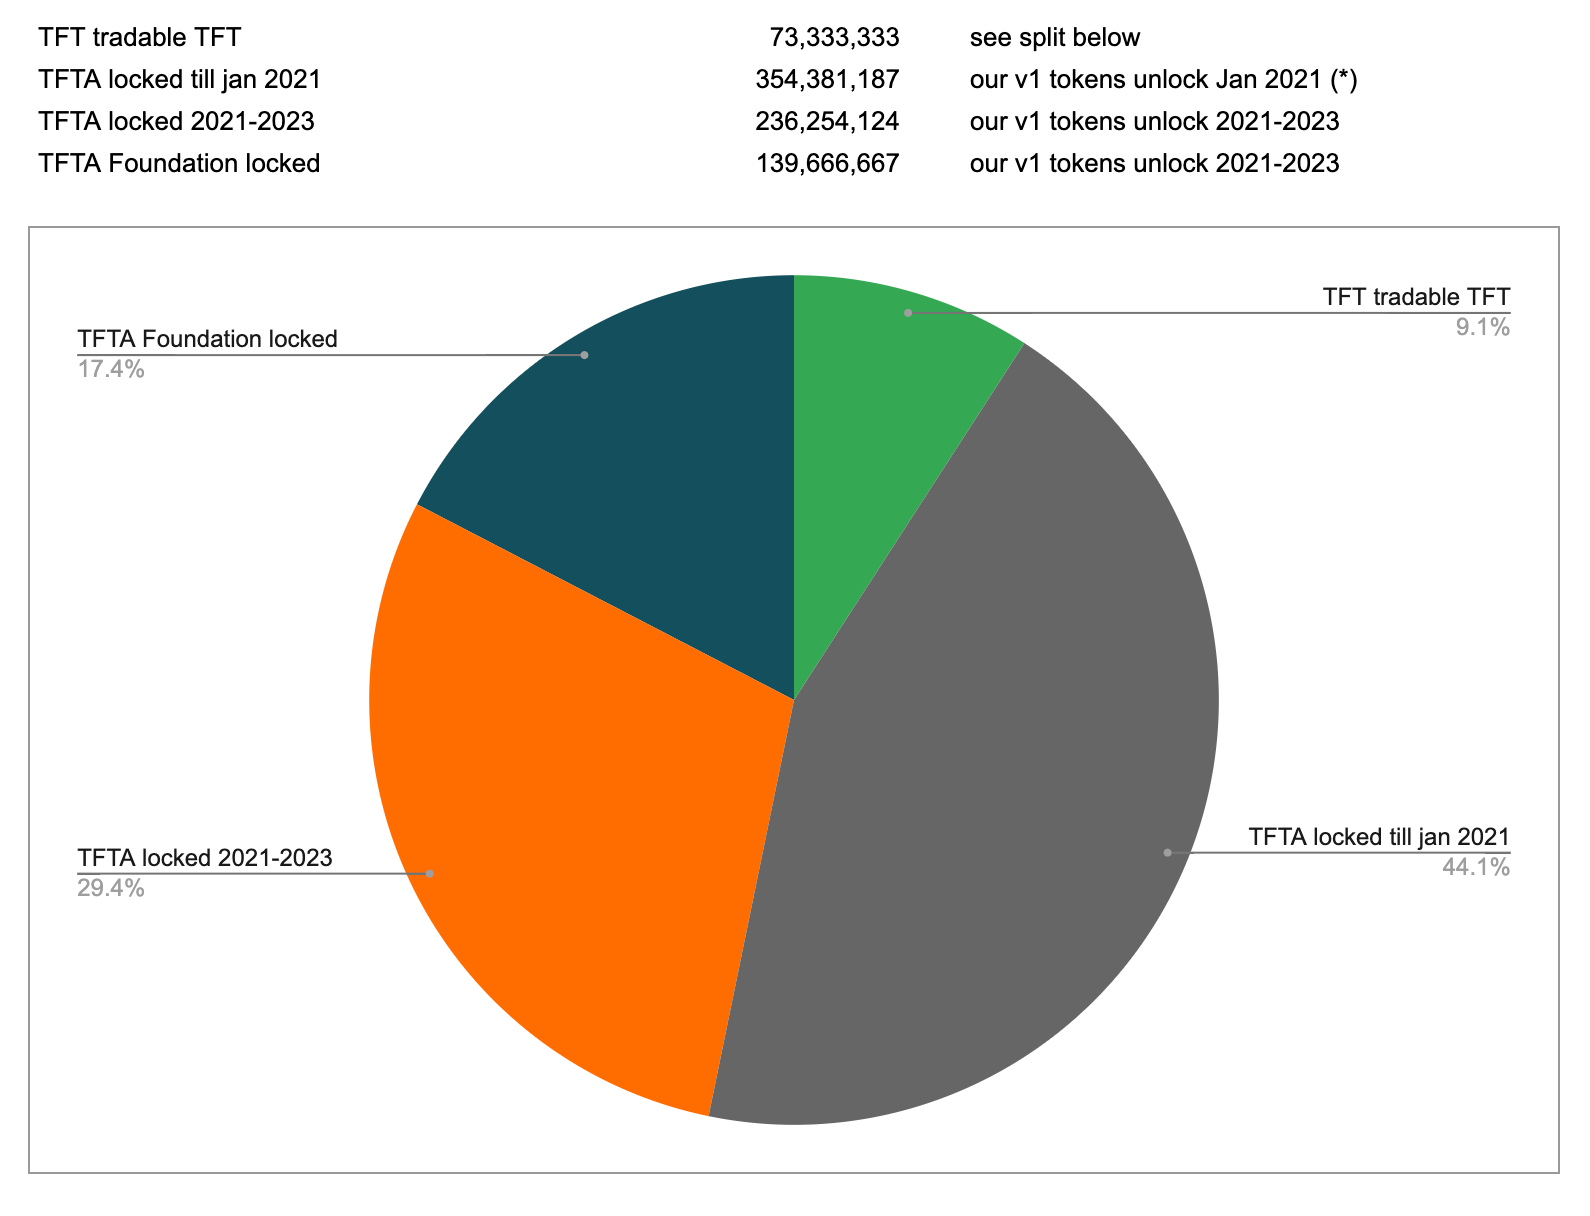 TFT tradable TFT 73,333,333 see split below
TFTA locked till jan 2021 354,381,187 our v1 tokens unlock Jan 2021 (*)
TFTA locked 2021-2023 236,254,124 our v1 tokens unlock 2021-2023
TFTA Foundation locked 139,666,667 our v1 tokens unlock 2021-2023
TFT tradable TFT
9.1%
TFTA Foundation locked
17.4%
TFTA locked till jan 2021
44.1%
TFTA locked 2021-2023
29.4%